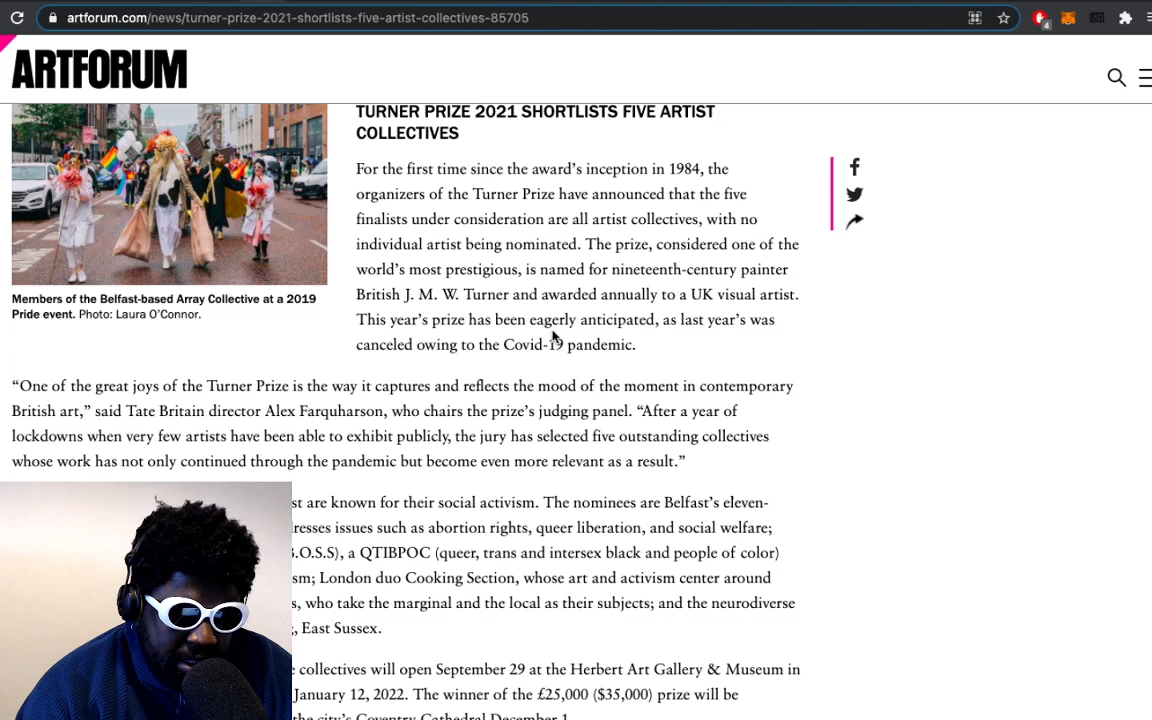 artforum.com/news/turner-prize-2021-shortlists-five-artist-collectives-85705
4
ARTFORUM
TURNER PRIZE 2021 SHORTLISTS FIVE ARTIST
COLLECTIVES
For the first time since the award’s inception in 1984, the
organizers of the Turner Prize have announced that the five
finalists under consideration are all artist collectives, with no
individual artist being nominated. The prize, considered one of the
world’s most prestigious, is named for nineteenth-century painter
British J. M. W. Turner and awarded annually to a UK visual artist.
This year’s prize has been eagerly anticipated, as last year’s was
canceled owing to the Covid-19 pandemic.
Members of the Belfast-based Array Collective at a 2019
Pride event. Photo: Laura O’Connor.
“One of the great joys of the Turner Prize is the way it captures and reflects the mood of the moment in contemporary
British art,” said Tate Britain director Alex Farquharson, who chairs the prize’s judging panel. “After a year of
lockdowns when very few artists have been able to exhibit publicly, the jury has selected five outstanding collectives
whose work has not only continued through the pandemic but become even more relevant as a result.”
are known for their social activism. The nominees are Belfast’s eleven-
issues such as abortion rights, queer liberation, and social welfare;
a QTIBPOC (queer, trans and intersex black and people of color)
London duo Cooking Section, whose art and activism center around
who take the marginal and the local as their subjects; and the neurodiverse
East Sussex.
collectives will open September 29 at the Herbert Art Gallery & Museum in
January 12, 2022. The winner of the £25,000 ($35,000) prize will be
the city’s Coventry Cathedral December 1.